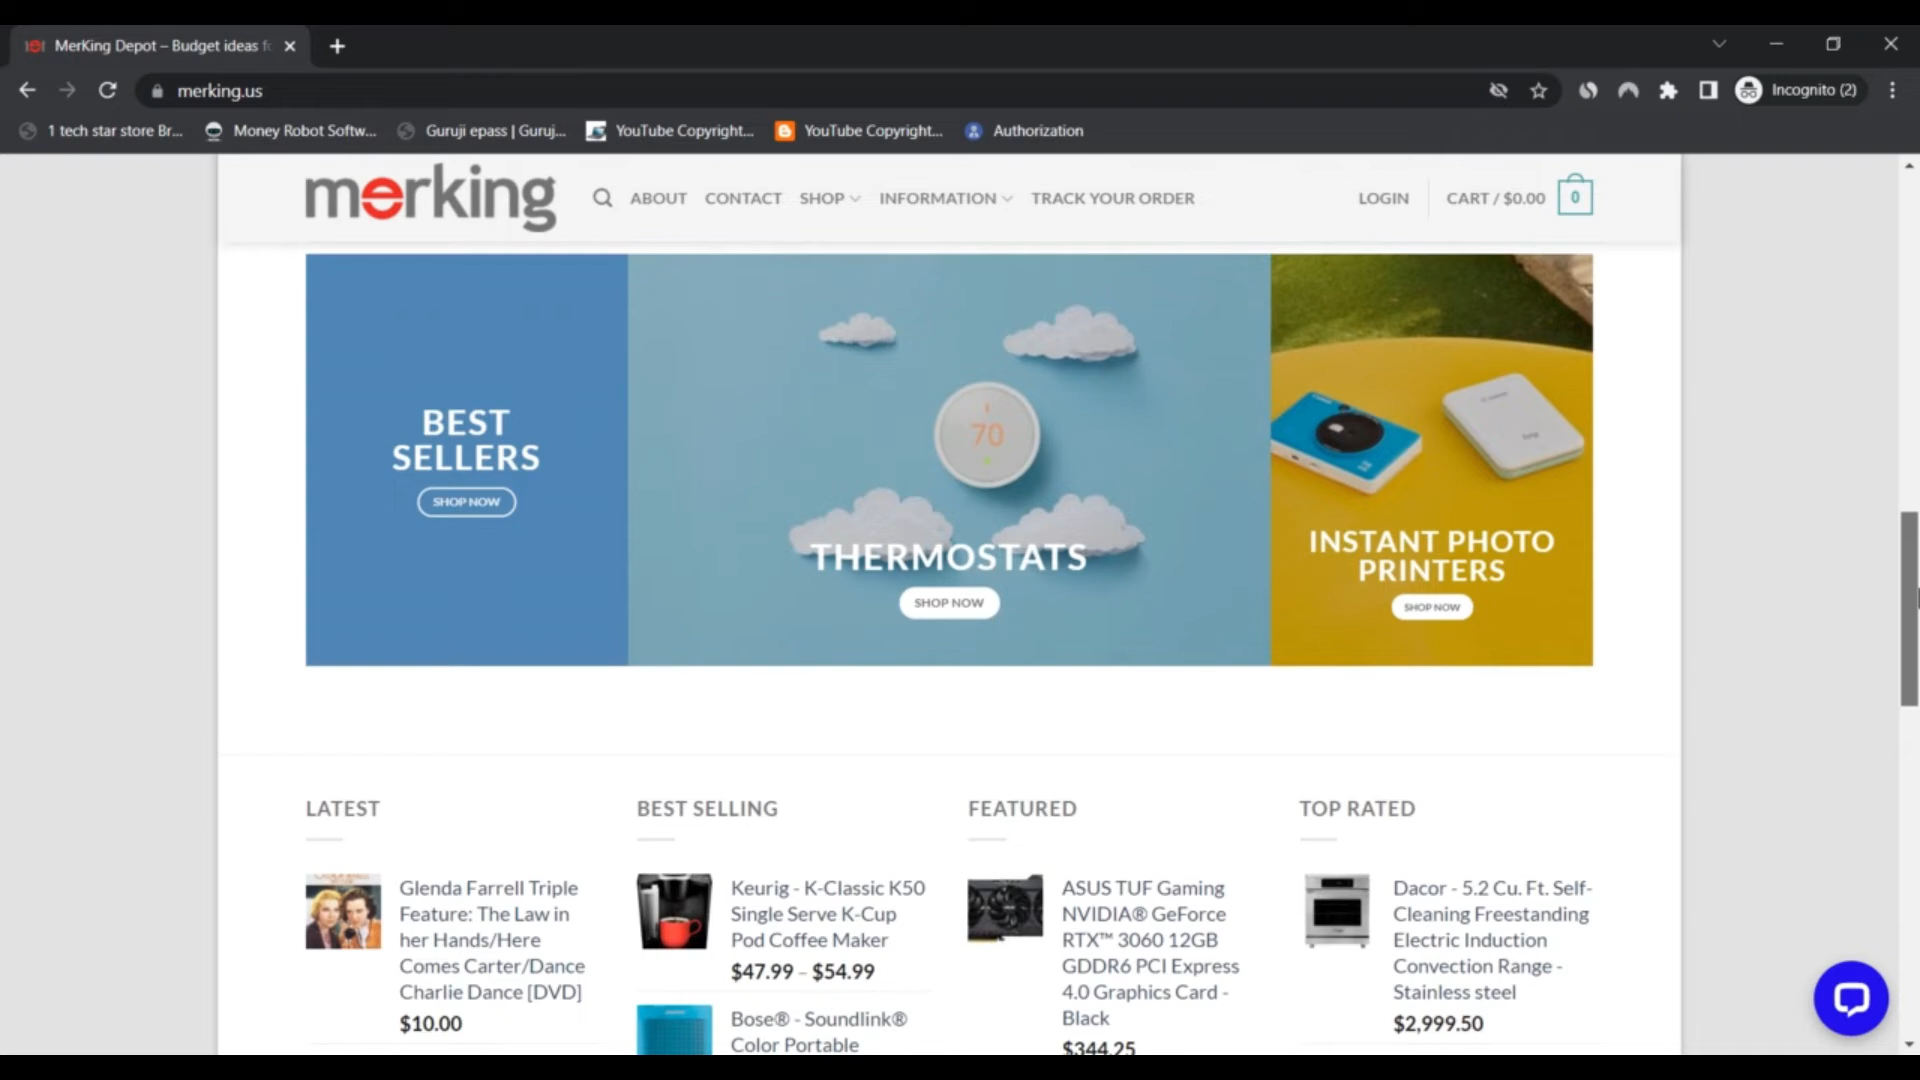 MerKing Depot – Budget ideas fo
merking.us
Incognito (2)
1 tech star store Br...
Money Robot Softw...
Guruji epass | Guruj...
YouTube Copyright...
YouTube Copyright...
Authorization
merking
ABOUT
CONTACT
SHOP
INFORMATION
TRACK YOUR ORDER
LOGIN
CART / $0.00
0
BEST
SELLERS
SHOP NOW
70
THERMOSTATS
SHOP NOW
INSTANT PHOTO
PRINTERS
SHOP NOW
LATEST
Glenda Farrell Triple
Feature: The Law in
her Hands/Here
Comes Carter/Dance
Charlie Dance [DVD]
$10.00
BEST SELLING
Keurig - K-Classic K50
Single Serve K-Cup
Pod Coffee Maker
$47.99 – $54.99
Bose® - Soundlink®
Color Portable
FEATURED
ASUS TUF Gaming
NVIDIA® GeForce
RTX™ 3060 12GB
GDDR6 PCI Express
4.0 Graphics Card -
Black
$344.25
TOP RATED
Dacor - 5.2 Cu. Ft. Self-
Cleaning Freestanding
Electric Induction
Convection Range -
Stainless steel
$2,999.50